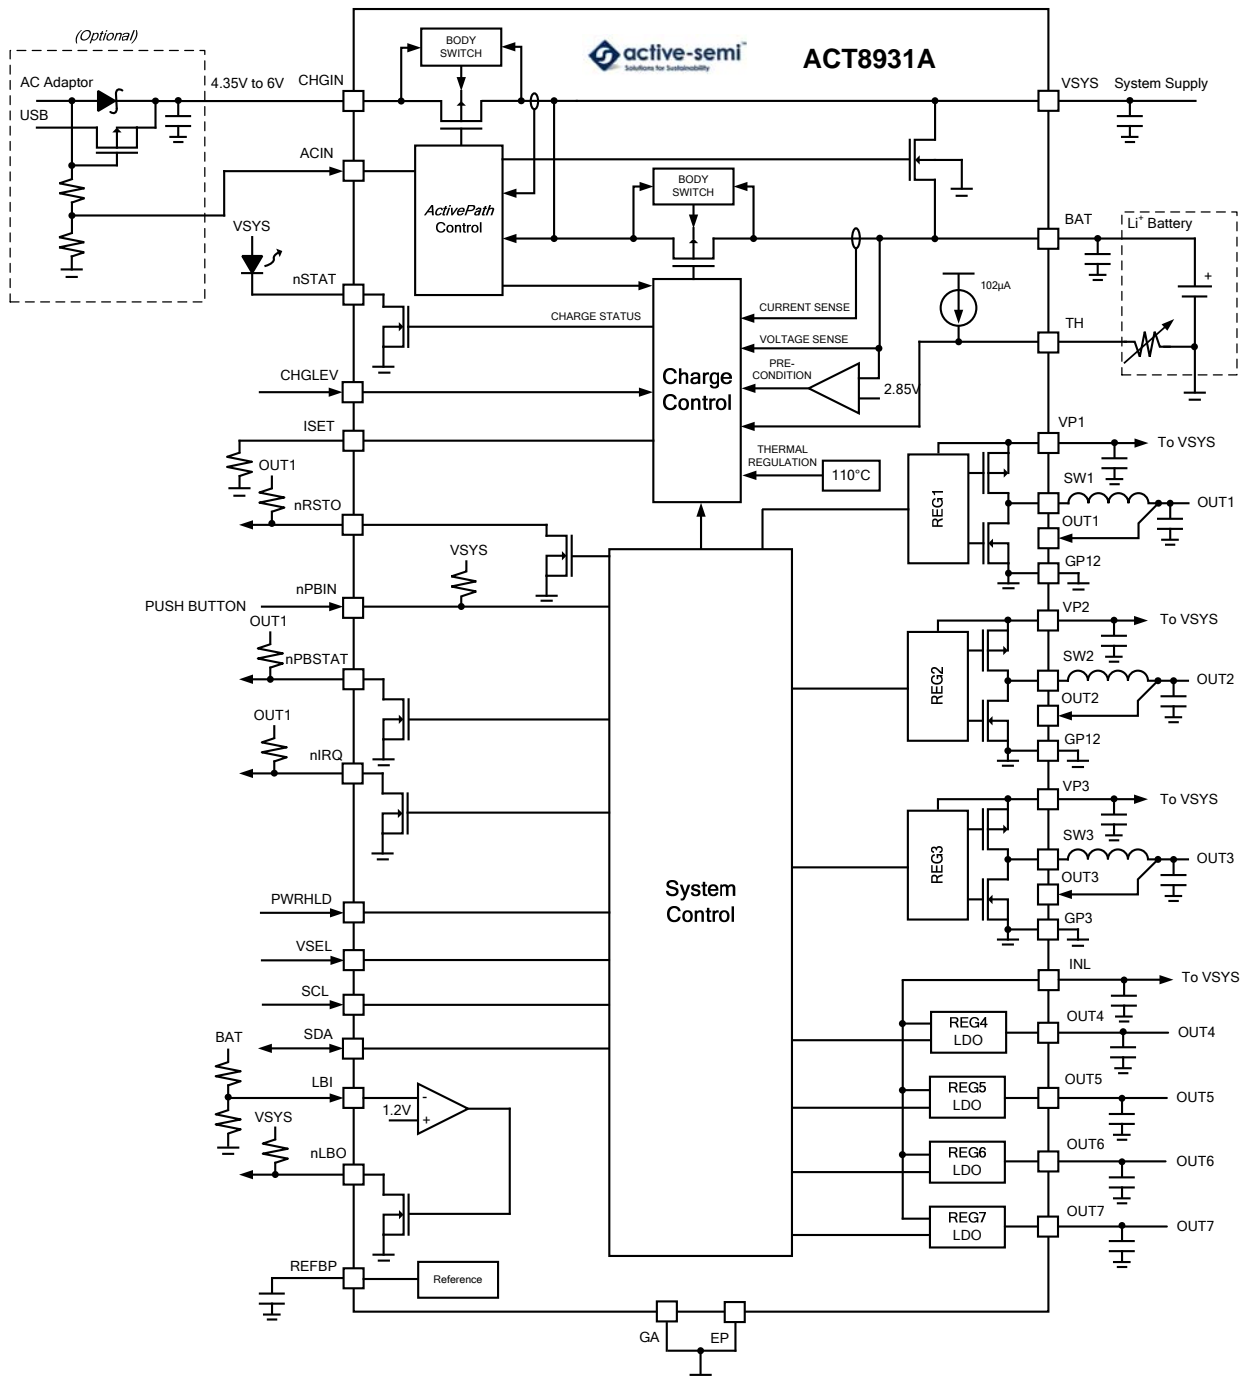 (Optional)
AC Adaptor
USB
4.35V to 6V
CHGIN
BODY
SWITCH
active-semi™
Solutions for Sustainability
ACT8931A
VSYS
System Supply
ACIN
ActivePath
Control
BODY
SWITCH
VSYS
nSTAT
BAT
Li+ Battery
+
102µA
CURRENT SENSE
CHARGE STATUS
VOLTAGE SENSE
TH
PRE-
CONDITION
2.85V
Charge
Control
CHGLEV
ISET
THERMAL
REGULATION
110°C
VP1
To VSYS
REG1
SW1
OUT1
OUT1
GP12
OUT1
nRSTO
VSYS
nPBIN
PUSH BUTTON
OUT1
nPBSTAT
VP2
To VSYS
REG2
SW2
OUT2
OUT2
GP12
OUT1
nIRQ
VP3
To VSYS
REG3
SW3
OUT3
OUT3
GP3
System
Control
PWRHLD
VSEL
SCL
SDA
INL
To VSYS
REG4
LDO
OUT4
OUT4
BAT
LBI
1.2V
-
+
REG5
LDO
OUT5
OUT5
VSYS
nLBO
REG6
LDO
OUT6
OUT6
REG7
LDO
OUT7
OUT7
REFBP
Reference
GA
EP